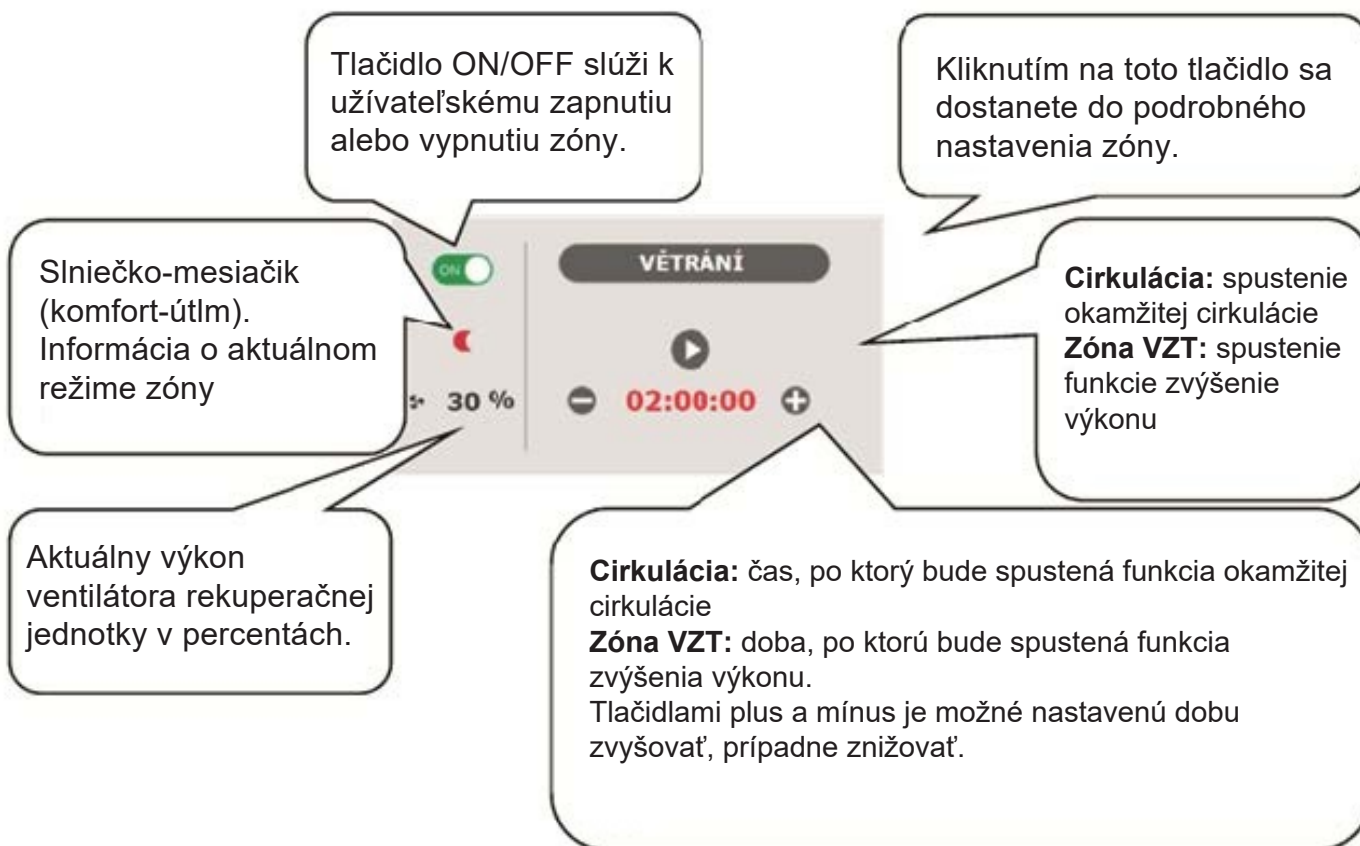 Tlačidlo ON/OFF slúži k
užívateľskému zapnutiu
alebo vypnutiu zóny.
Kliknutím na toto tlačidlo sa
dostanete do podrobného
nastavenia zóny.
Slniečko-mesiačik
(komfort-útlm).
Informácia o aktuálnom
režime zóny
ON
VĚTRÁNÍ
30 %
02:00:00
Cirkulácia: spustenie
okamžitej cirkulácie
Zóna VZT: spustenie
funkcie zvýšenie
výkonu
Aktuálny výkon
ventilátora rekuperačnej
jednotky v percentách.
Cirkulácia: čas, po ktorý bude spustená funkcia okamžitej
cirkulácie
Zóna VZT: doba, po ktorú bude spustená funkcia
zvýšenia výkonu.
Tlačidlami plus a mínus je možné nastavenú dobu
zvyšovať, prípadne znižovať.